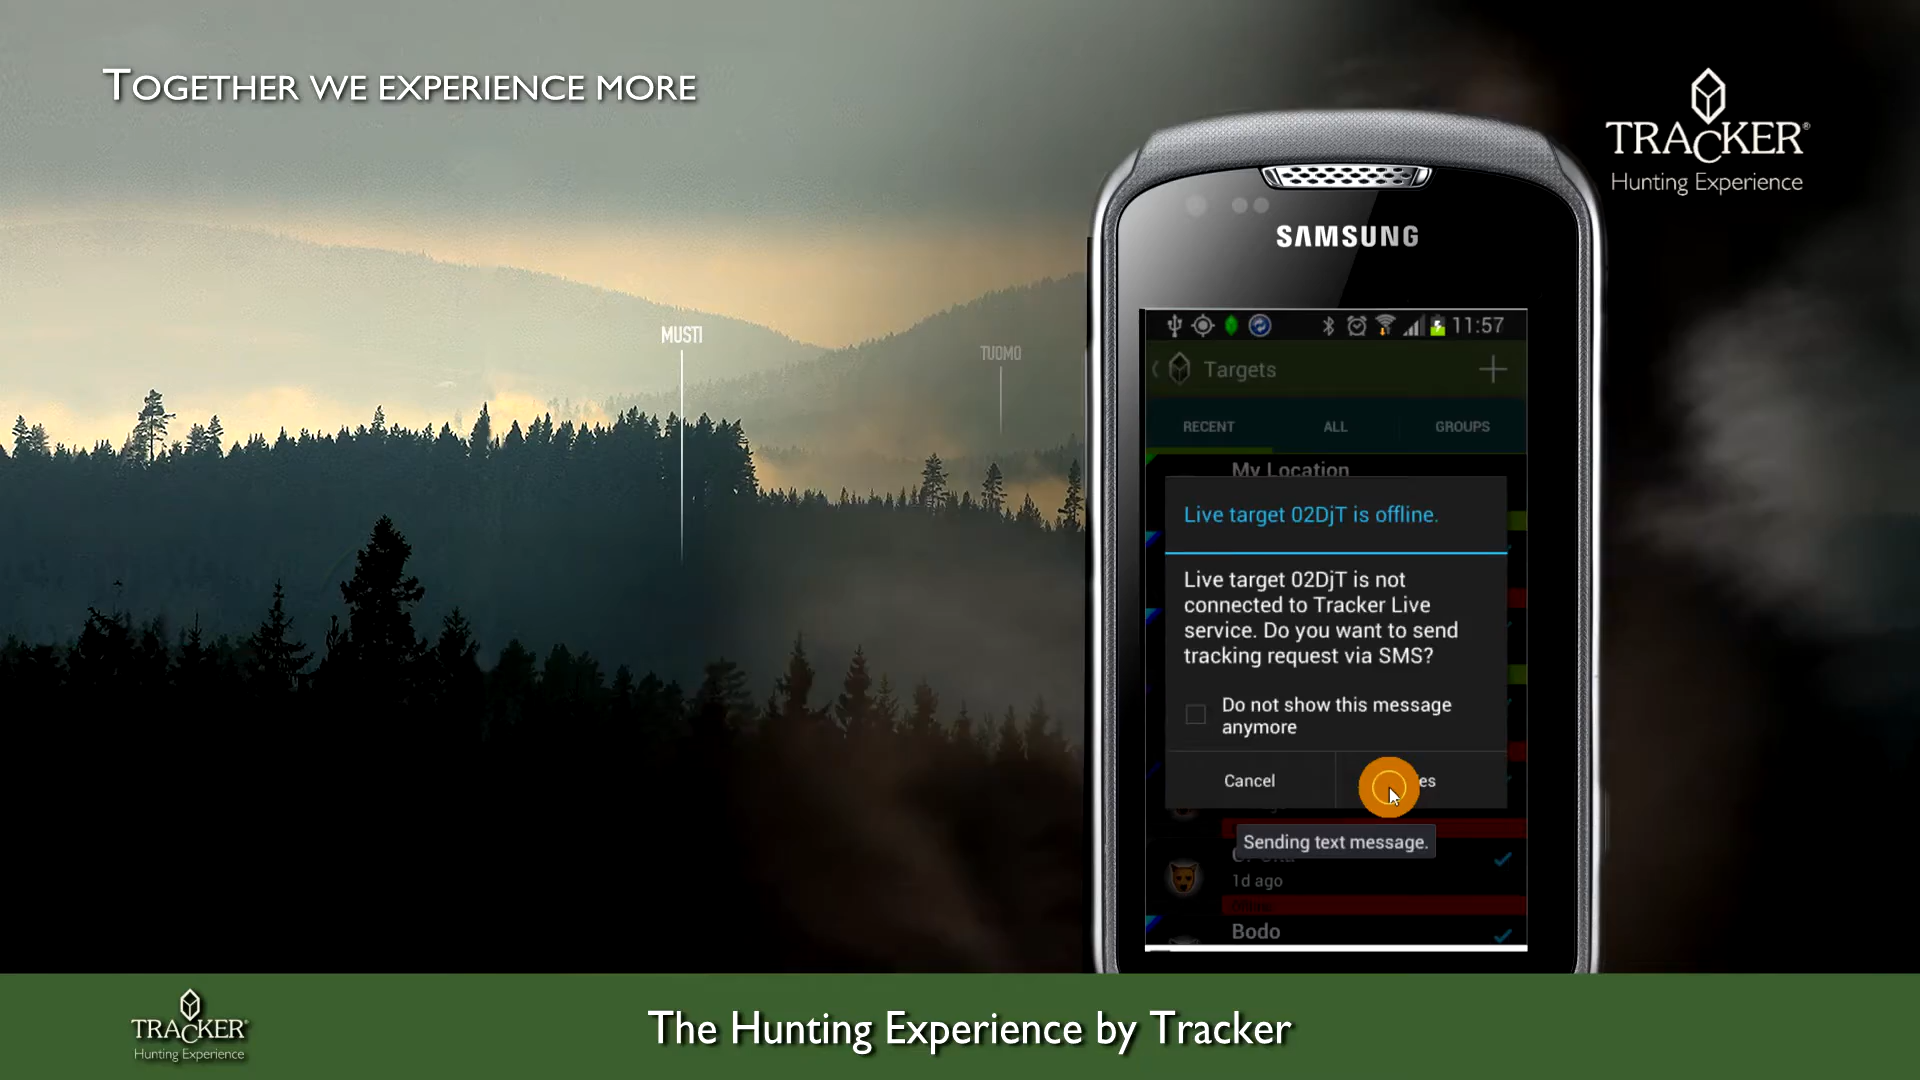 TOGETHER WE EXPERIENCE MORE
TRACKER®
Hunting Experience
SAMSUNG
MUSTI
TUOMO
11:57
Targets
RECENT
ALL
GROUPS
My Location
Live target 02DjT is offline.
Live target 02DjT is not
connected to Tracker Live
service. Do you want to send
tracking request via SMS?
Do not show this message
anymore
Cancel
Sending text message.
1d ago
Bodo
TRACKER
Hunting Experience
The Hunting Experience by Tracker